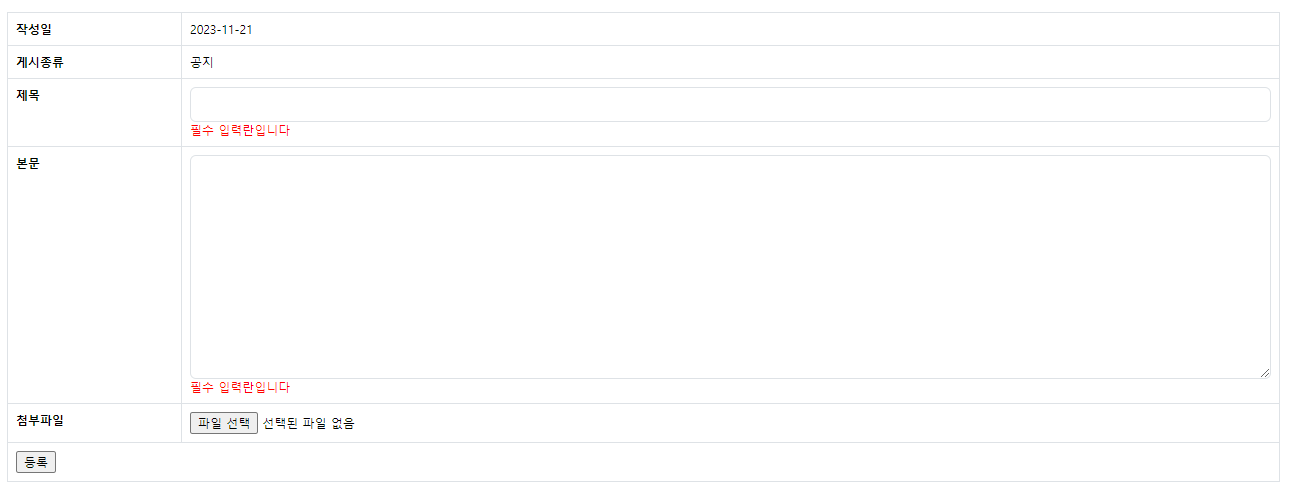 작성일 2023-11-21
게시종류 공지
제목
필수 입력란입니다
본문
필수 입력란입니다
첨부파일 파일 선택 선택된 파일 없음
등록